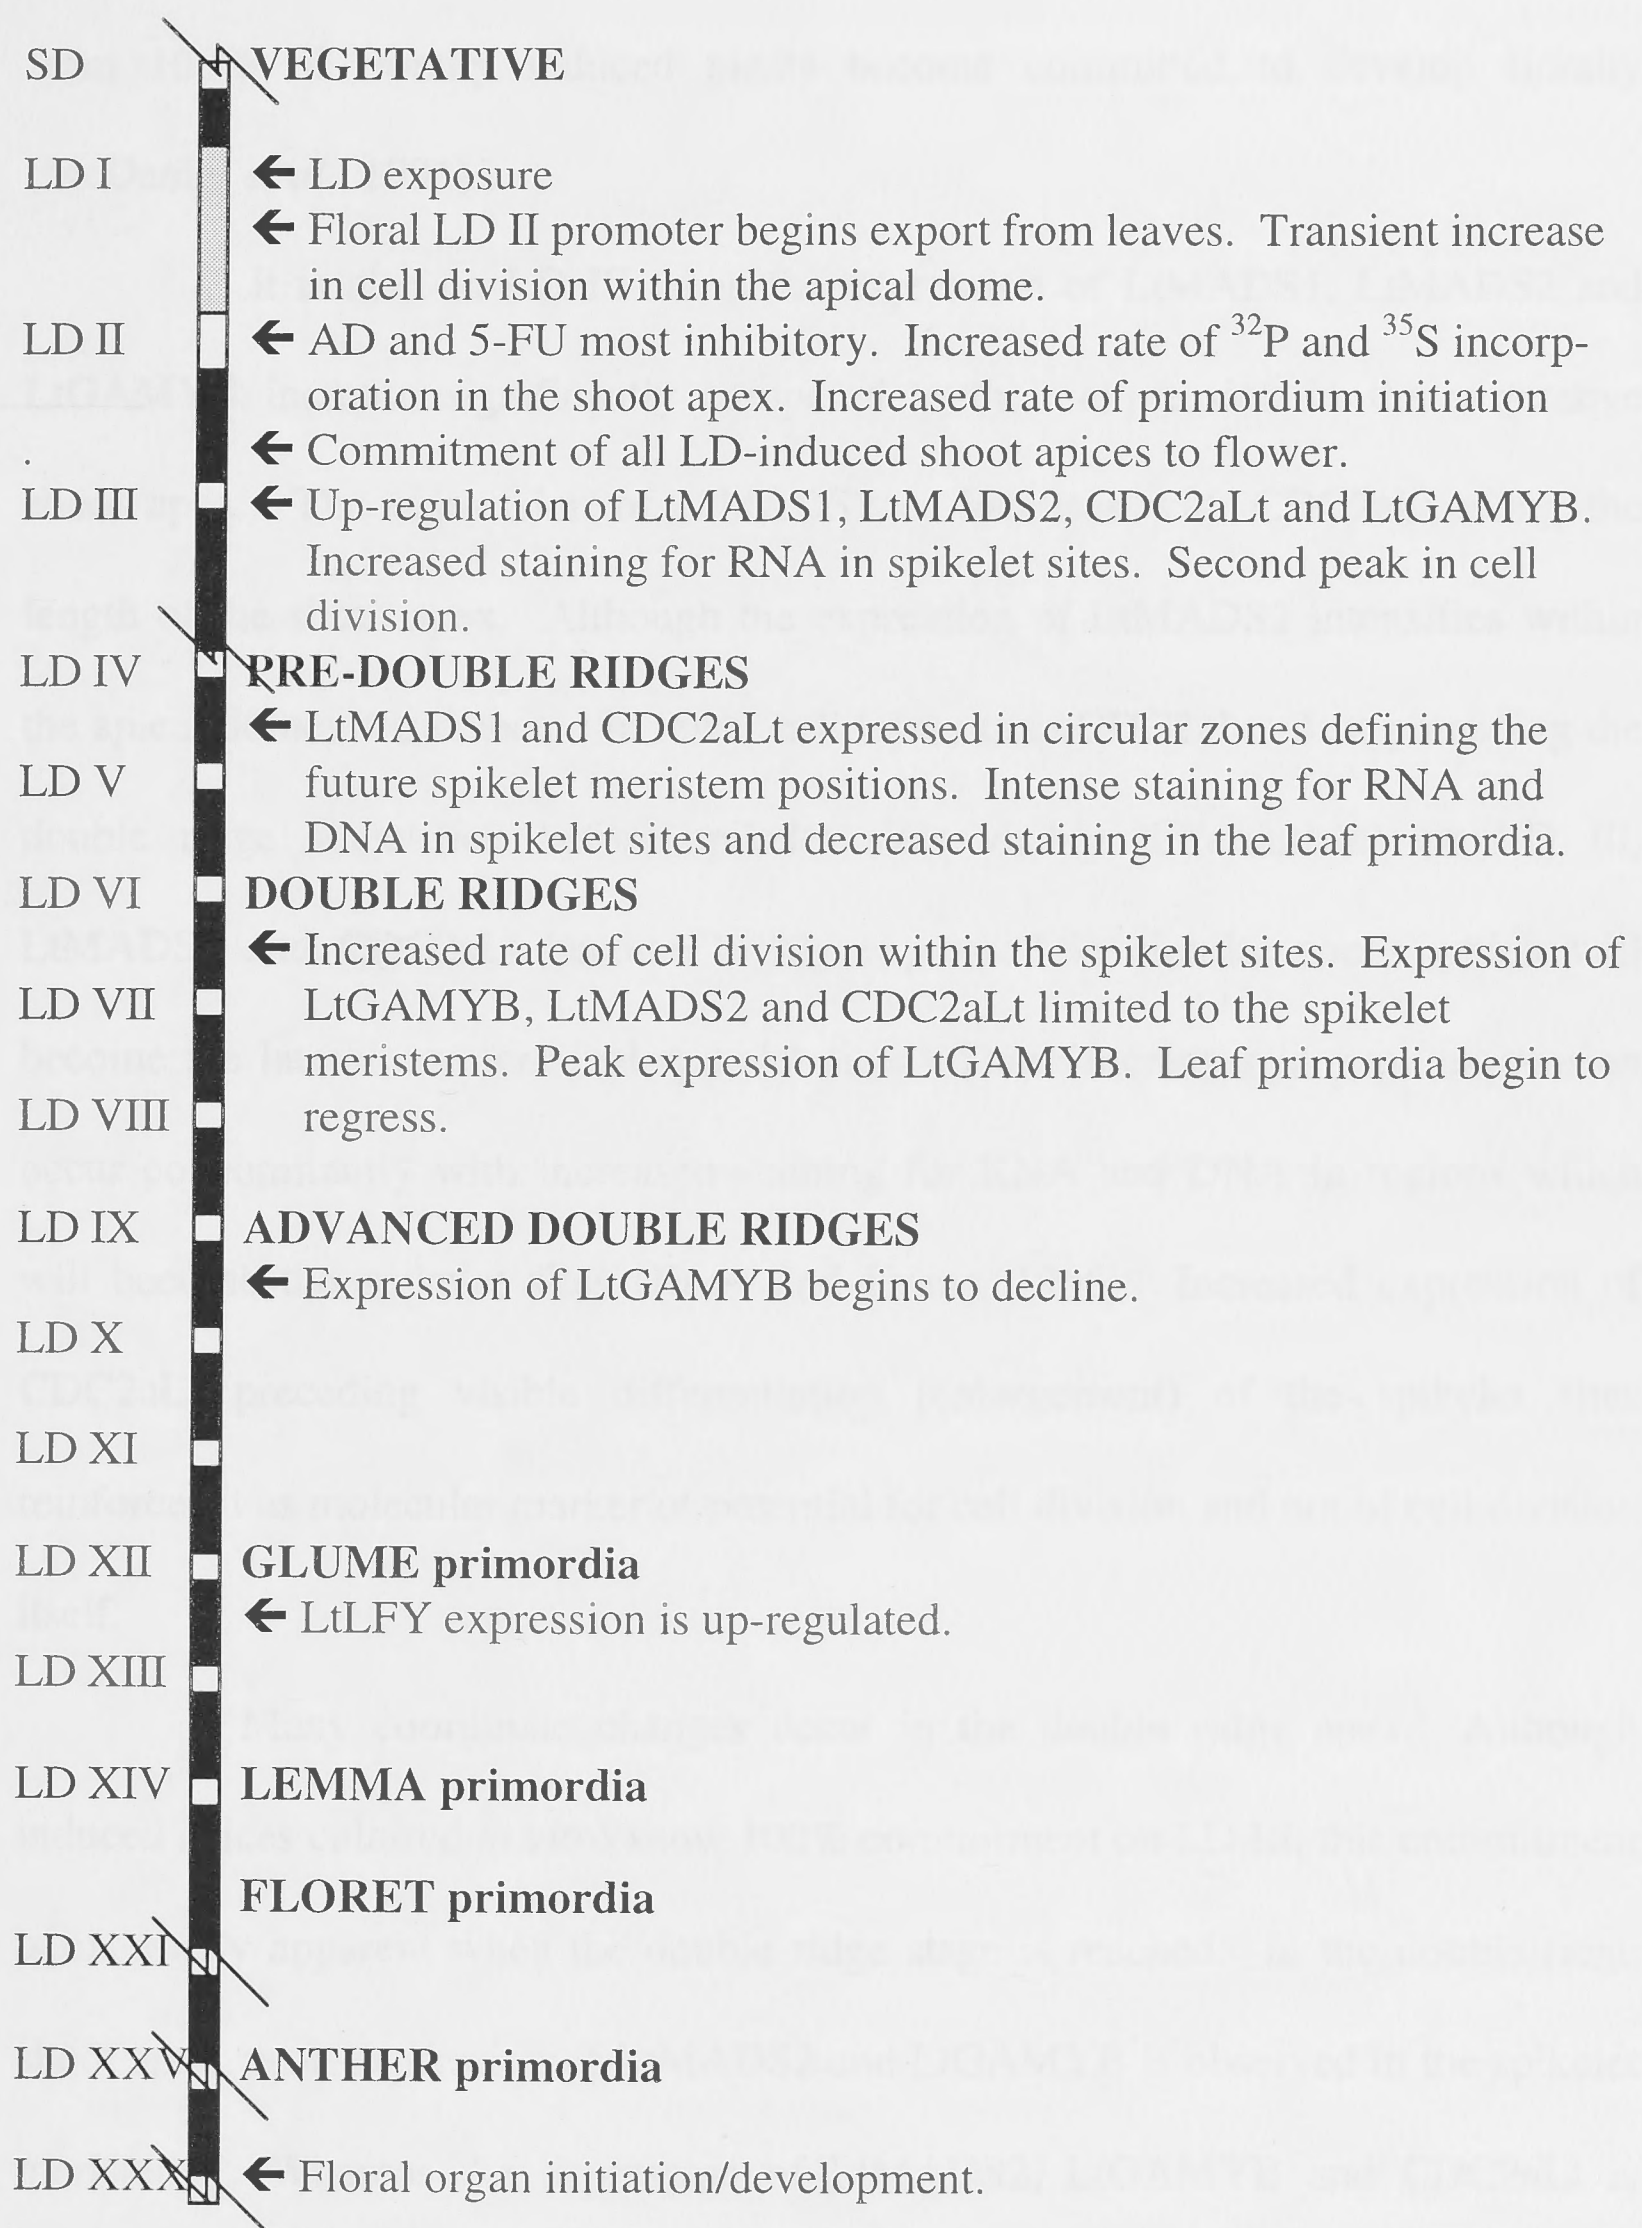 SD VEGETATIVE
LD I ← LD exposure
← Floral LD II promoter begins export from leaves. Transient increase
in cell division within the apical dome.
LD II ← AD and 5-FU most inhibitory. Increased rate of ³²P and ³⁵S incorp-
oration in the shoot apex. Increased rate of primordium initiation
← Commitment of all LD-induced shoot apices to flower.
LD III ← Up-regulation of LtMADS1, LtMADS2, CDC2aLt and LtGAMYB.
Increased staining for RNA in spikelet sites. Second peak in cell
division.
LD IV PRE-DOUBLE RIDGES
← LtMADS1 and CDC2aLt expressed in circular zones defining the
LD V future spikelet meristem positions. Intense staining for RNA and
DNA in spikelet sites and decreased staining in the leaf primordia.
LD VI DOUBLE RIDGES
← Increased rate of cell division within the spikelet sites. Expression of
LD VII LtGAMYB, LtMADS2 and CDC2aLt limited to the spikelet
meristems. Peak expression of LtGAMYB. Leaf primordia begin to
LD VIII regress.
LD IX ADVANCED DOUBLE RIDGES
← Expression of LtGAMYB begins to decline.
LD X
LD XI
LD XII GLUME primordia
← LtLFY expression is up-regulated.
LD XIII
LD XIV LEMMA primordia
FLORET primordia
LD XXI
LD XXV ANTHER primordia
LD XXX ← Floral organ initiation/development.